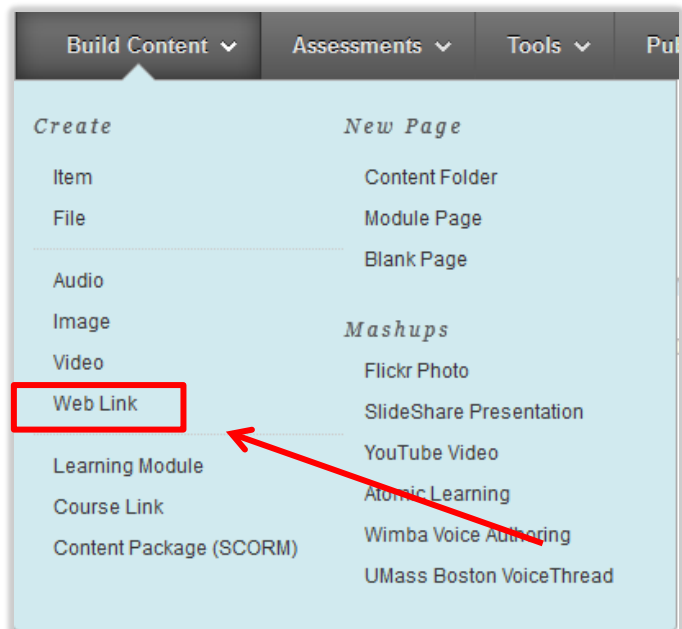 Build Content
Assessments
Tools
Create
Item
File
Audio
Image
Video
Web Link
Learning Module
Course Link
Content Package (SCORM)
New Page
Content Folder
Module Page
Blank Page
Mashups
Flickr Photo
SlideShare Presentation
YouTube Video
Atomic Learning
Wimba Voice Authoring
UMass Boston VoiceThread